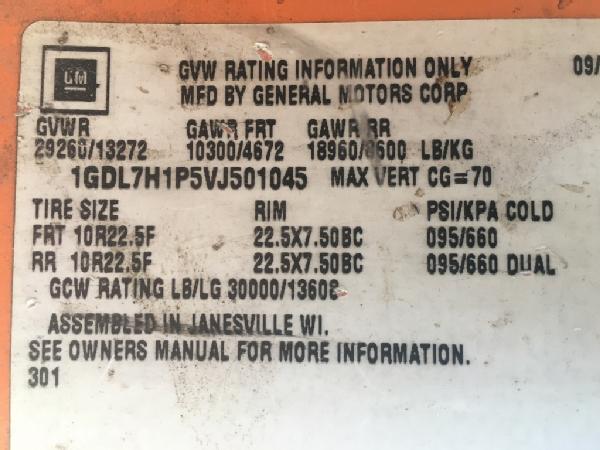 GM
GVW RATING INFORMATION ONLY 09/
MFD BY GENERAL MOTORS CORP
GVWR GAWR FRT GAWR RR
29260/13272 10300/4672 18960/8600 LB/KG
1GDL7H1P5VJ501045 MAX VERT CG=70
TIRE SIZE RIM PSI/KPA COLD
FRT 10R22.5F 22.5X7.50BC 095/660
RR 10R22.5F 22.5X7.50BC 095/660 DUAL
GCW RATING LB/LG 30000/13608
ASSEMBLED IN JANESVILLE WI.
SEE OWNERS MANUAL FOR MORE INFORMATION.
301